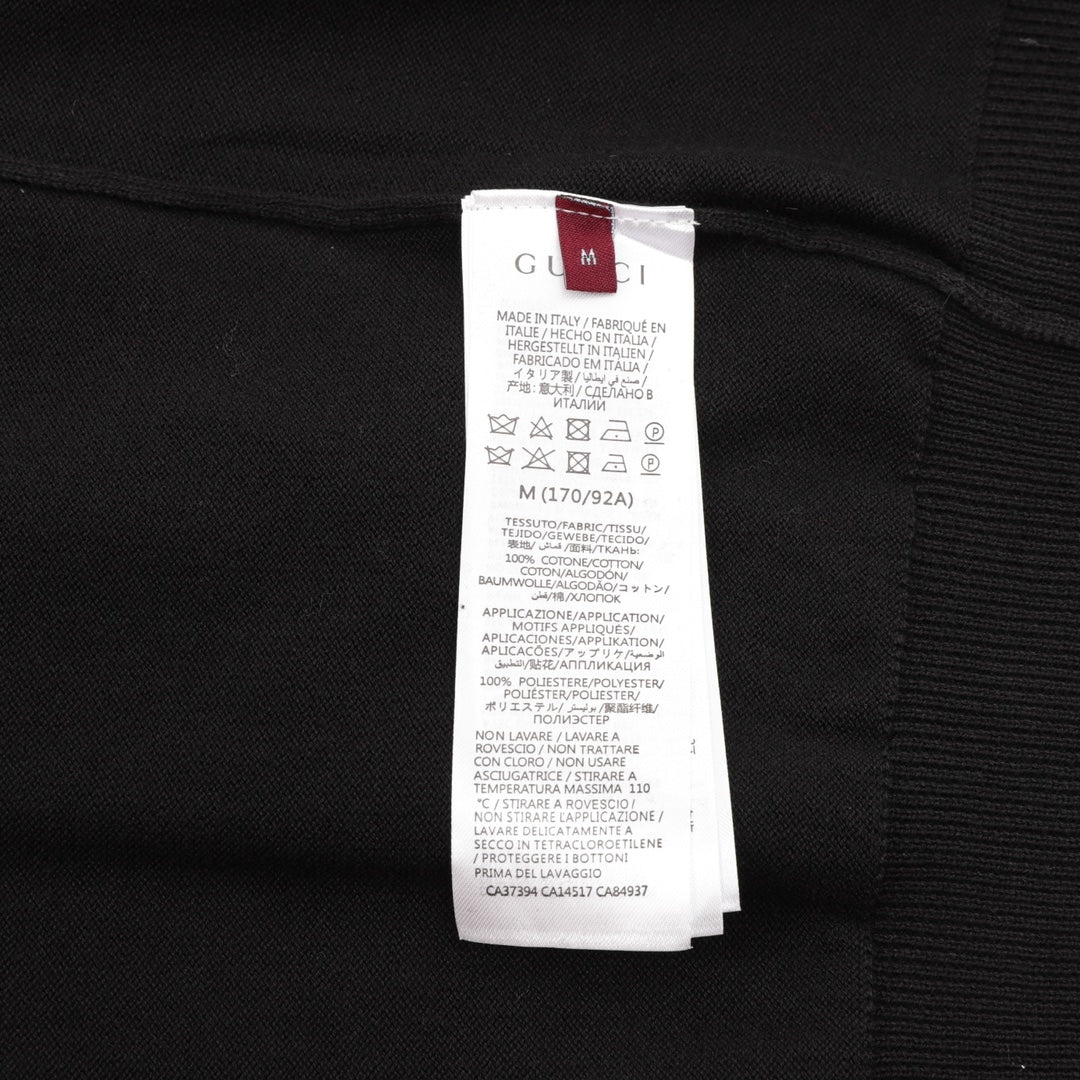 M
GUCCI
MADE IN ITALY / FABRIQUÉ EN
ITALIE / HECHO EN ITALIA /
HERGESTELLT IN ITALIEN /
FABRICADO EM ITÁLIA /
イタリア製 / صنع في ايطاليا /
产地: 意大利 / СДЕЛАНО В
ИТАЛИИ
P
P
M (170/92A)
TESSUTO/FABRIC/TISSU/
TEJIDO/GEWEBE/TECIDO/
表地/ قماش /面料/ТКАНЬ:
100% COTONE/COTTON/
COTON/ALGODÓN/
BAUMWOLLE/ALGODÃO/コットン/
قطن/棉/ХЛОПОК
APPLICAZIONE/APPLICATION/
MOTIFS APPLIQUÉS/
APLICACIONES/APPLIKATION/
APLICACÕES/アップリケ/الوضعية
التطبيق/贴花/АППЛИКАЦИЯ
100% POLIESTERE/POLYESTER/
POLIÉSTER/POLIESTER/
ポリエステル/ بوليستر /聚酯纤维/
ПОЛИЭСТЕР
NON LAVARE / LAVARE A
ROVESCIO / NON TRATTARE
CON CLORO / NON USARE
ASCIUGATRICE / STIRARE A
TEMPERATURA MASSIMA 110
°C / STIRARE A ROVESCIO /
NON STIRARE L'APPLICAZIONE /
LAVARE DELICATAMENTE A
SECCO IN TETRACLOROETILENE
/ PROTEGGERE I BOTTONI
PRIMA DEL LAVAGGIO
CA37394 CA14517 CA84937